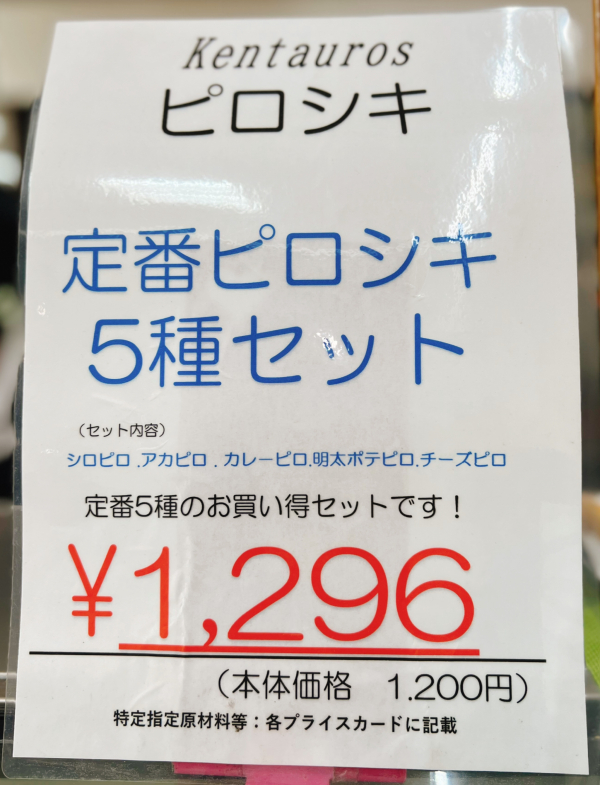 Kentauros
ピロシキ
定番ピロシキ
5種セット
（セット内容）
シロピロ .アカピロ . カレーピロ.明太ポテピロ.チーズピロ
定番5種のお買い得セットです！
¥1,296
（本体価格　1.200円）
特定指定原材料等：各プライスカードに記載